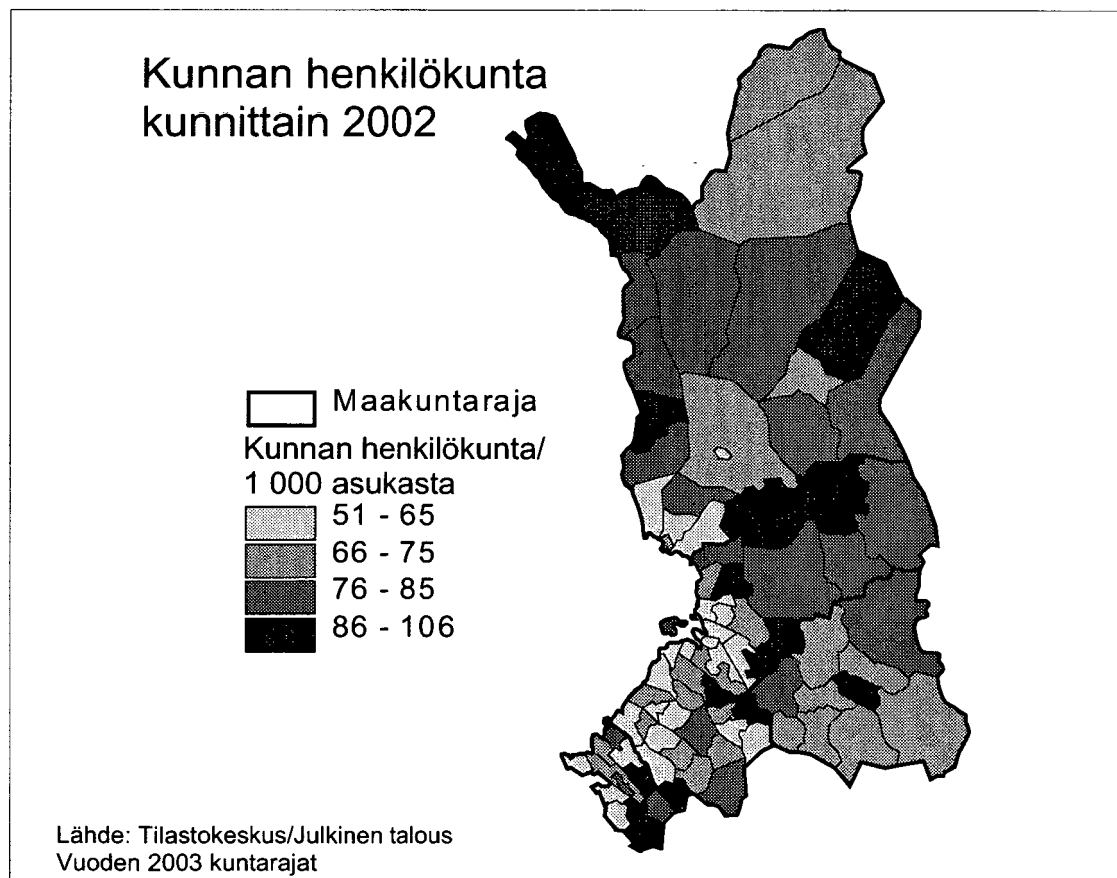 Kunnan henkilökunta
kunnittain 2002
Maakuntaraja
Kunnan henkilökunta/
1 000 asukasta
51 - 65
66 - 75
76 - 85
86 - 106
Lähde: Tilastokeskus/Julkinen talous
Vuoden 2003 kuntarajat